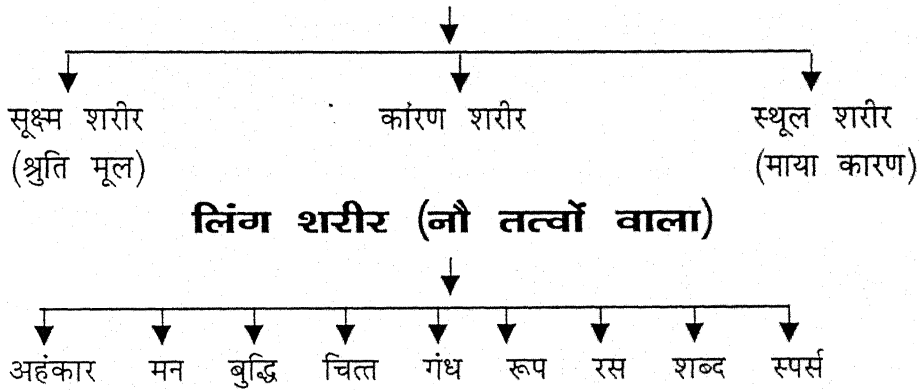 सूक्ष्म शरीर कांरण शरीर स्थूल शरीर
(श्रुति मूल) (माया कारण)
लिंग शरीर (नौ तत्वों वाला)
अहंकार मन बुद्धि चित्त गंध रूप रस शब्द स्पर्स